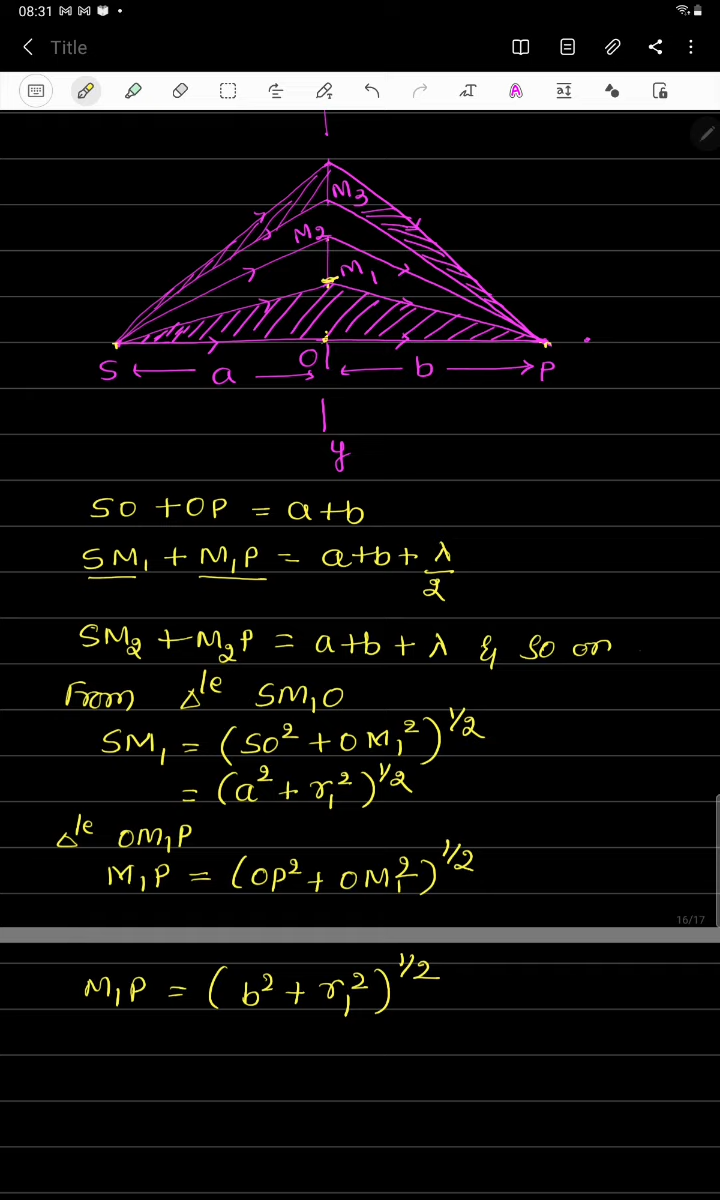 08:31
Title
M3
M2
M1
S ← a → O ← b → P
y
SO + OP = a+b
SM₁ + M₁P = a+b+ λ/2
SM₂ + M₂P = a+b+λ & so on
From Δle SM₁O
SM₁ = (SO² + OM₁²)^1/2
= (a² + r₁²)^1/2
Δle OM₁P
M₁P = (OP² + OM₁²)^1/2
16/17
M₁P = (b² + r₁²)^1/2